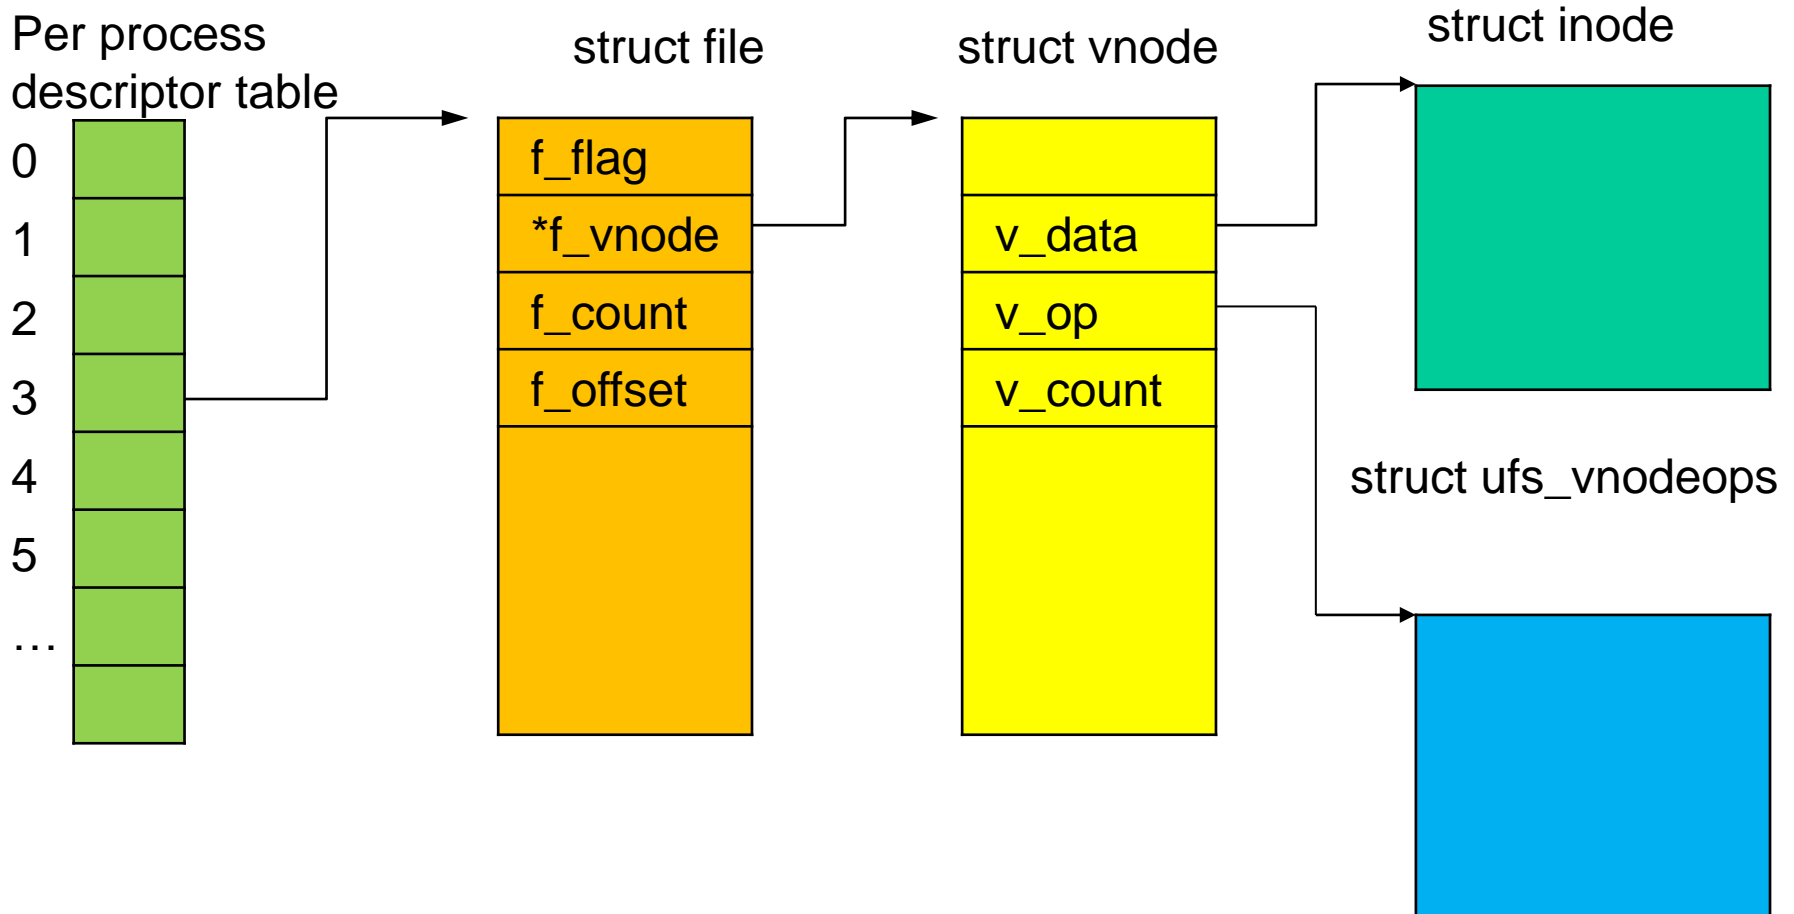 Per process
descriptor table
0
1
2
3
4
5
…
struct file
f_flag
*f_vnode
f_count
f_offset
struct vnode
v_data
v_op
v_count
struct inode
struct ufs_vnodeops